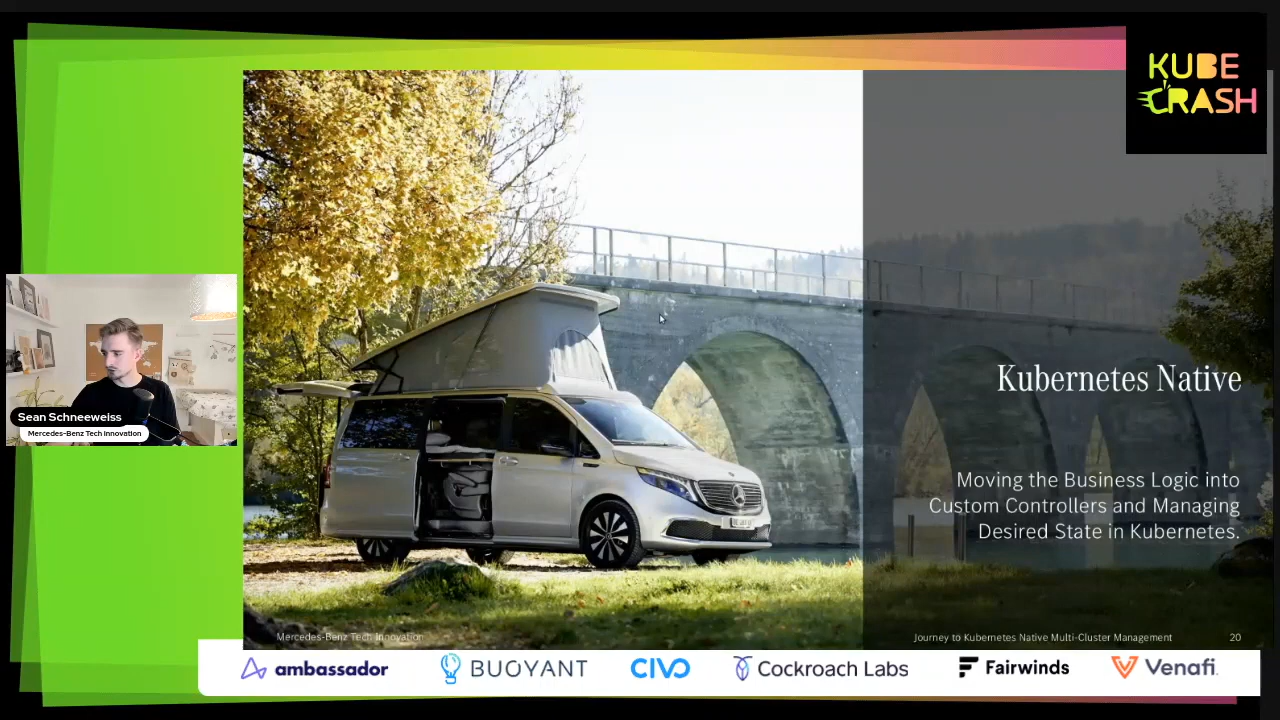 KUBE
CRASH
Kubernetes Native
Moving the Business Logic into
Custom Controllers and Managing
Desired State in Kubernetes.
Sean Schneeweiss
Mercedes-Benz Tech Innovation
Mercedes-Benz Tech Innovation
Journey to Kubernetes Native Multi-Cluster Management
20
ambassador
BUOYANT
CIVO
Cockroach Labs
Fairwinds
Venafi.